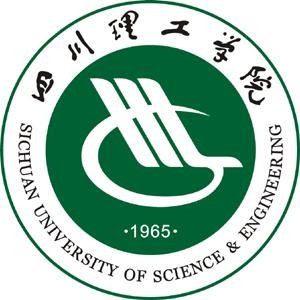 四川理工学院
·1965·
SICHUAN UNIVERSITY OF SCIENCE & ENGINEERING